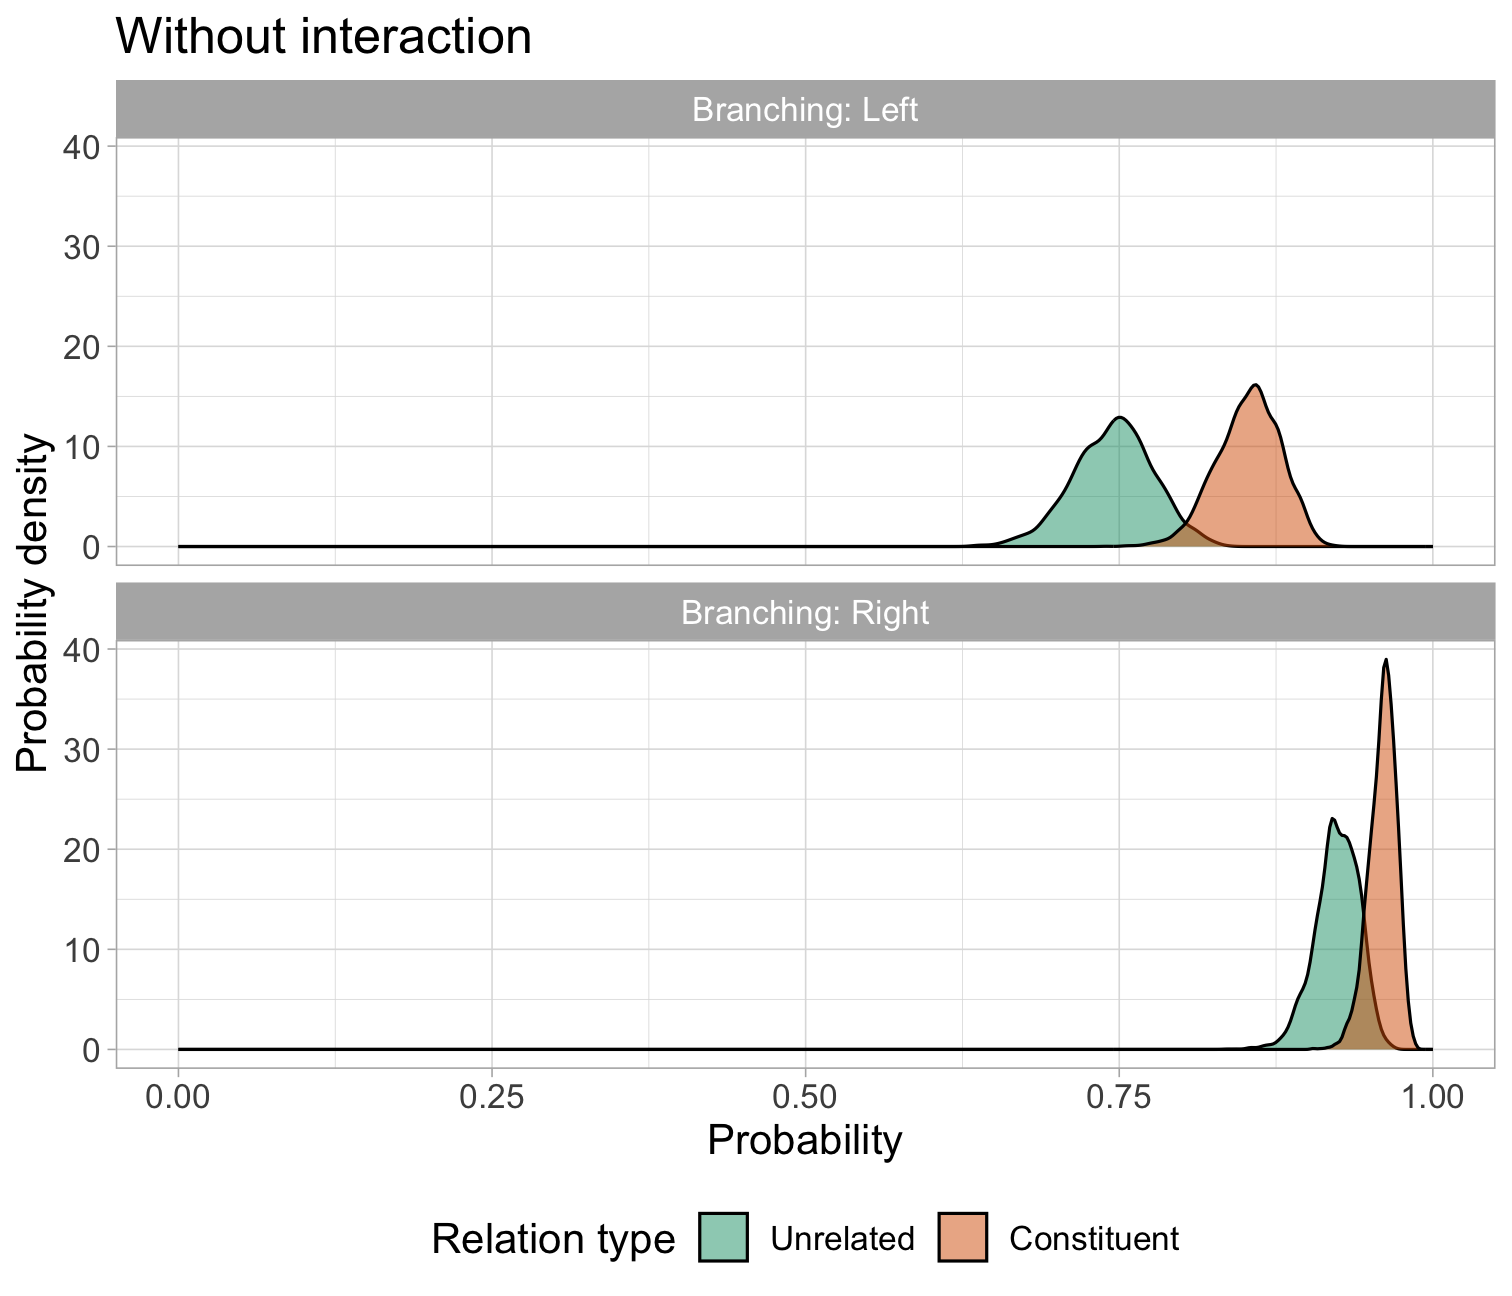 Without interaction
Branching: Left
40
30
20
10
0
Probability density
Branching: Right
40
30
20
10
0
0.00 0.25 0.50 0.75 1.00
Probability
Relation type Unrelated Constituent